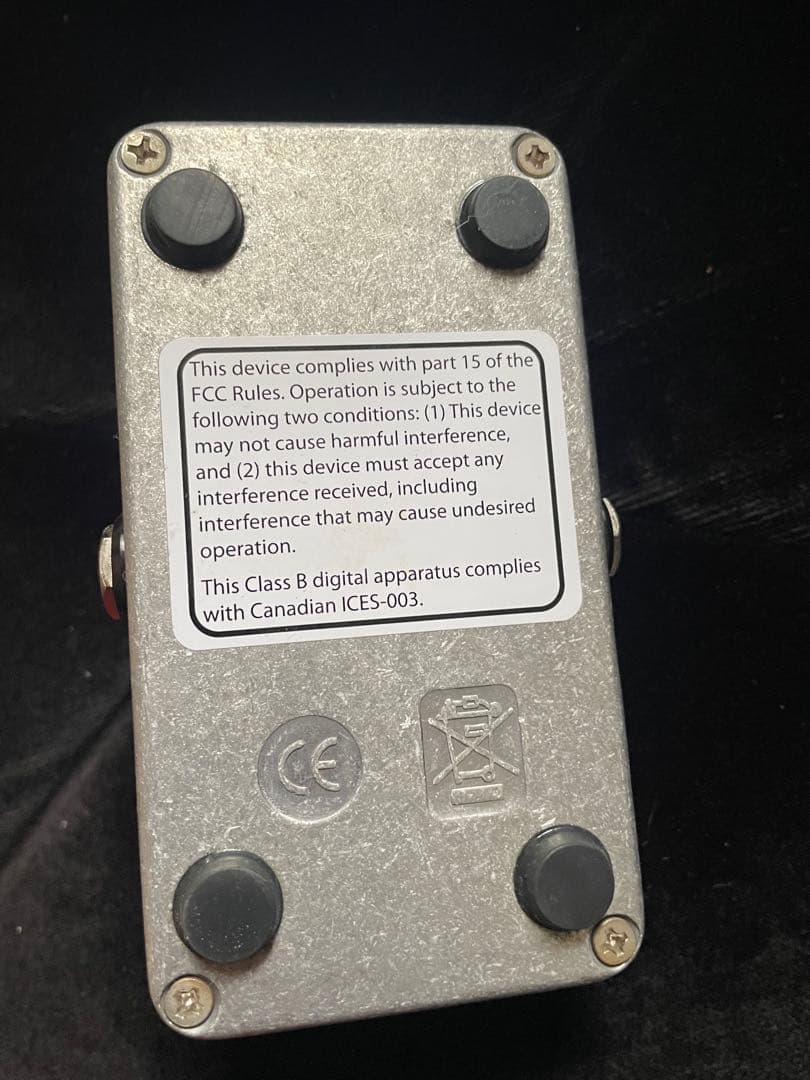 This device complies with part 15 of the
FCC Rules. Operation is subject to the
following two conditions: (1) This device
may not cause harmful interference,
and (2) this device must accept any
interference received, including
interference that may cause undesired
operation.
This Class B digital apparatus complies
with Canadian ICES-003.
CE